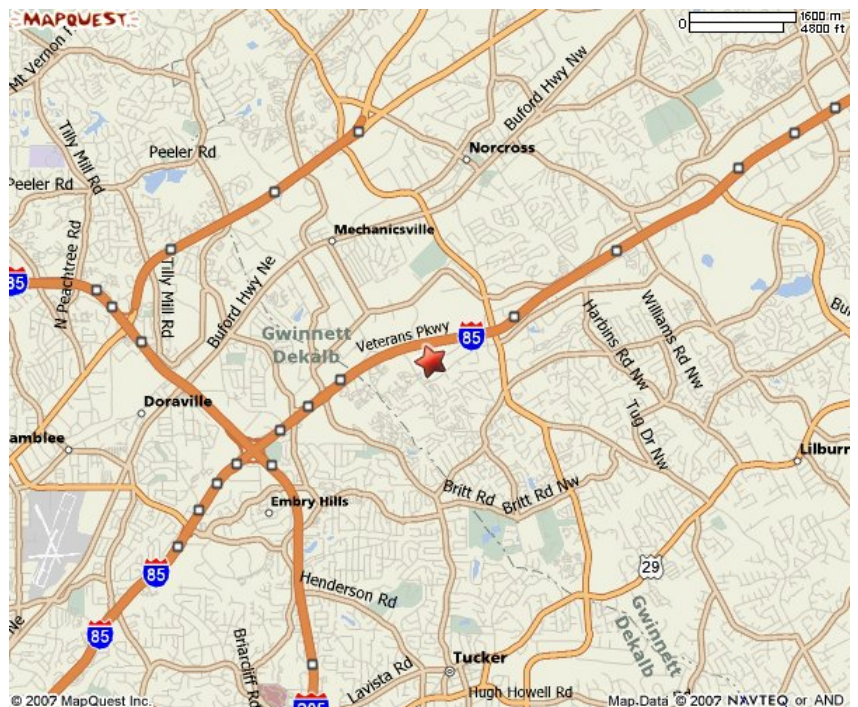 MAPQUEST
0 1600 m
4800 ft
Mt Vernon
Buford Hwy Nw
Tilly Mill Rd
Peeler Rd
Norcross
Peeler Rd
Mechanicsville
N Peachtree Rd
Tilly Mill Rd
Buford Hwy Ne
85
Gwinnett
Dekalb
Veterans Pkwy
85
Harbins Rd Nw
Williams Rd Nw
Doraville
Tug Dr Nw
amblee
Lilburn
Britt Rd
Britt Rd Nw
Embry Hills
85
29
Henderson Rd
Gwinnett
Dekalb
85
Ne
Briarcliff Rd
Lavista Rd
Tucker
Hugh Howell Rd
© 2007 MapQuest Inc.
Map Data © 2007 NAVTEQ or AND